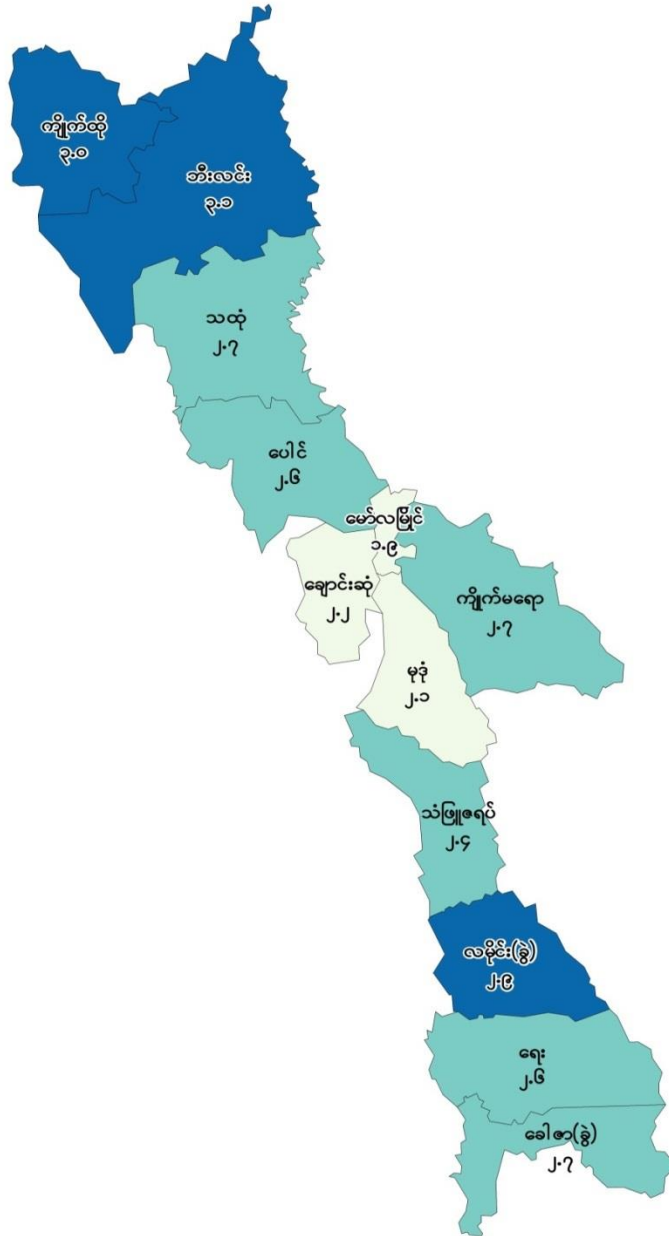 ကျိုက်ထို
၃.၀
ဘီးလင်း
၃.၁
သထုံ
၂.၇
ပေါင်
၂.၆
မော်လမြိုင်
၁.၉
ချောင်းဆုံ
၂.၂
ကျိုက်မရော
၂.၇
မုဒုံ
၂.၁
သံဖြူဇရပ်
၂.၄
လမိုင်း(ခွဲ)
၂.၉
ရေး
၂.၆
ခေါဇာ(ခွဲ)
၂.၇